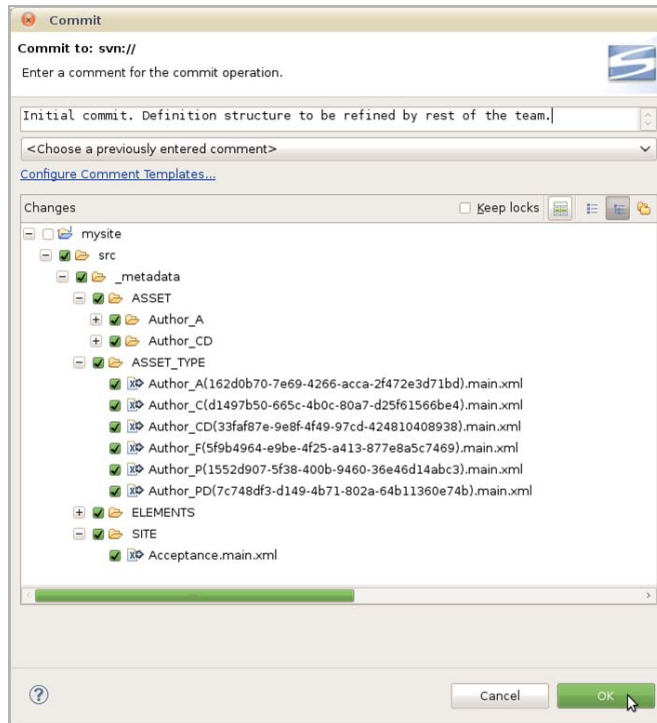 Commit
Commit to: svn://
Enter a comment for the commit operation.
Initial commit. Definition structure to be refined by rest of the team.
<Choose a previously entered comment>
Configure Comment Templates...
Changes
Keep locks
mysite
src
_metadata
ASSET
Author_A
Author_CD
ASSET_TYPE
Author_A(162d0b70-7e69-4266-acca-2f472e3d71bd).main.xml
Author_C(d1497b50-665c-4b0c-80a7-d25f61566be4).main.xml
Author_CD(33faf87e-9e8f-4f49-97cd-424810408938).main.xml
Author_F(5f9b4964-e9be-4f25-a413-877e8a5c7469).main.xml
Author_P(1552d907-5f38-400b-9460-36e46d14abc3).main.xml
Author_PD(7c748df3-d149-4b71-802a-64b11360e74b).main.xml
ELEMENTS
SITE
Acceptance.main.xml
Cancel
OK